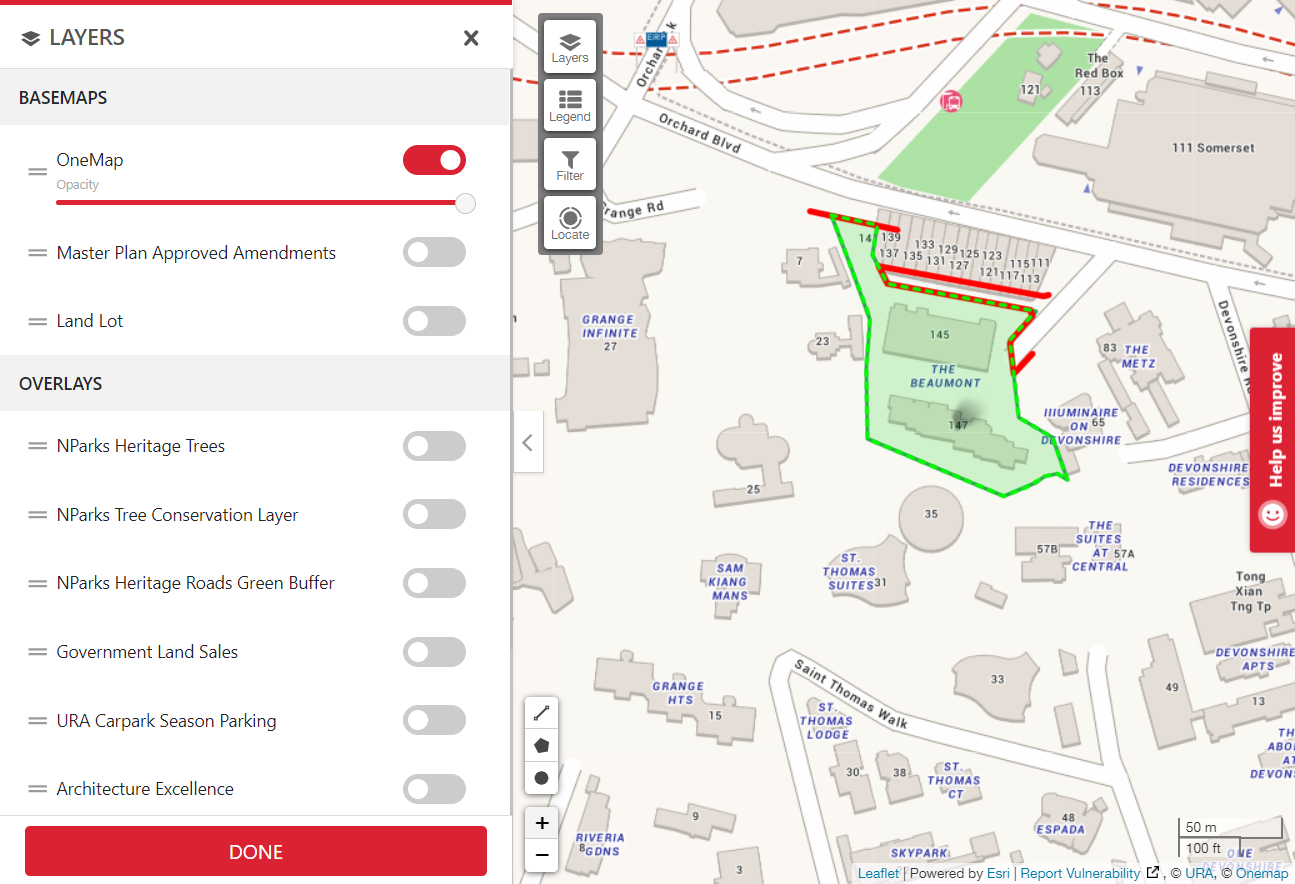 LAYERS
BASEMAPS
OneMap
Opacity
Master Plan Approved Amendments
Land Lot
OVERLAYS
NParks Heritage Trees
NParks Tree Conservation Layer
NParks Heritage Roads Green Buffer
Government Land Sales
URA Carpark Season Parking
Architecture Excellence
DONE
Layers
Legend
Filter
Locate
ERP
Orchard Blvd
The
Red Box
121
113
111 Somerset
Grange Rd
139
133
129
125
123
137
135
131
127
121
117
115
111
113
7
GRANGE
INFINITE
27
23
145
THE
BEAUMONT
147
83
THE
METZ
Devonshire
IIIUMINAIRE
ON
65
DEVONSHIRE
DEVONSHIRE
RESIDENCES
25
35
57B
THE
SUITES
AT
57A
CENTRAL
SAM
KIANG
MANS
ST.
THOMAS
SUITES
31
Tong
Xian
Tng Tp
DEVONSHIRE
APTS
GRANGE
HTS
15
Saint Thomas Walk
33
49
13
ST.
THOMAS
LODGE
30
38
ST.
THOMAS
CT
9
48
ESPADA
RIVERIA
8
GDNS
3
SKYPARK
ONE
DEVONSHIRE
Help us improve
+
−
50 m
100 ft
Leaflet | Powered by Esri | Report Vulnerability , © URA, © Onemap